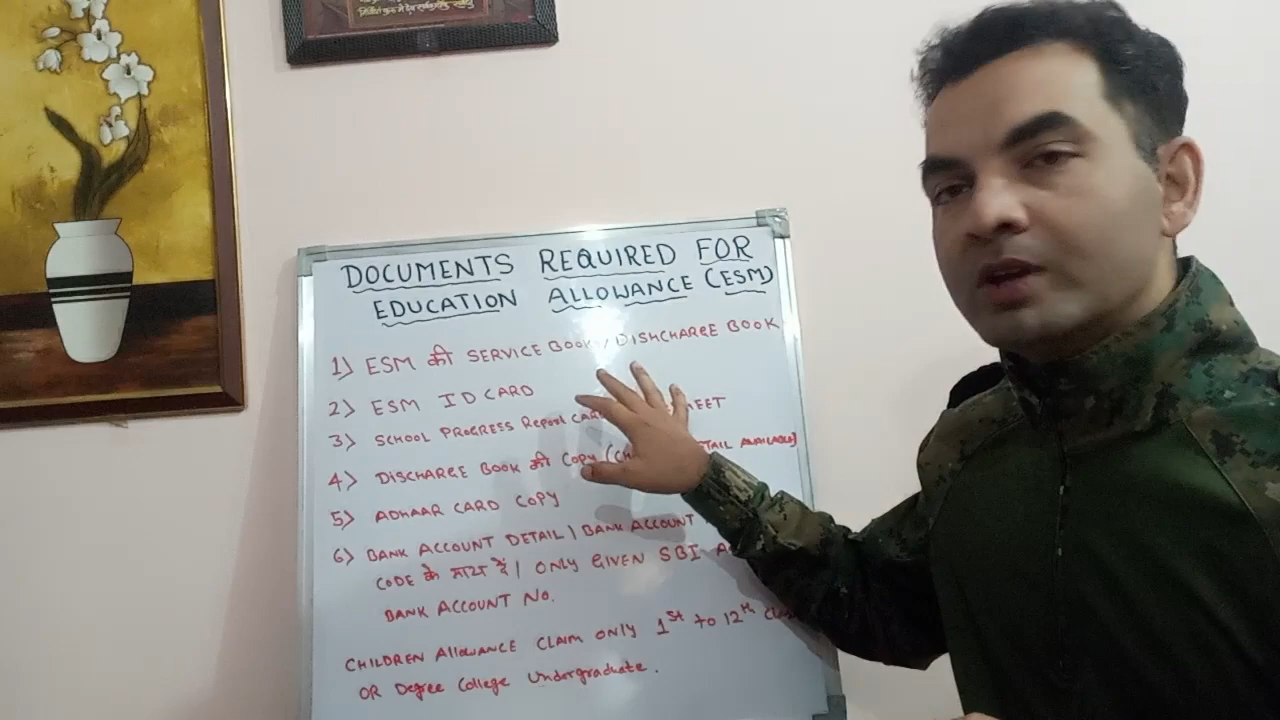 DOCUMENTS REQUIRED FOR
EDUCATION ALLOWANCE (ESM)
1) ESM की SERVICE BOOK / DISHCHARGE BOOK
2) ESM ID CARD
3) SCHOOL PROGRESS Report
4) DISCHARGE BOOK की COPY AVAILABLE)
5) ADHAAR CARD COPY
6) BANK ACCOUNT DETAIL / BANK ACCOUNT
CODE के साथ दें / ONLY GIVEN SBI
BANK ACCOUNT NO.
CHILDREN AllOWANCE CLAIM ONLY 1st to 12th
OR Degree College Undergraduate.